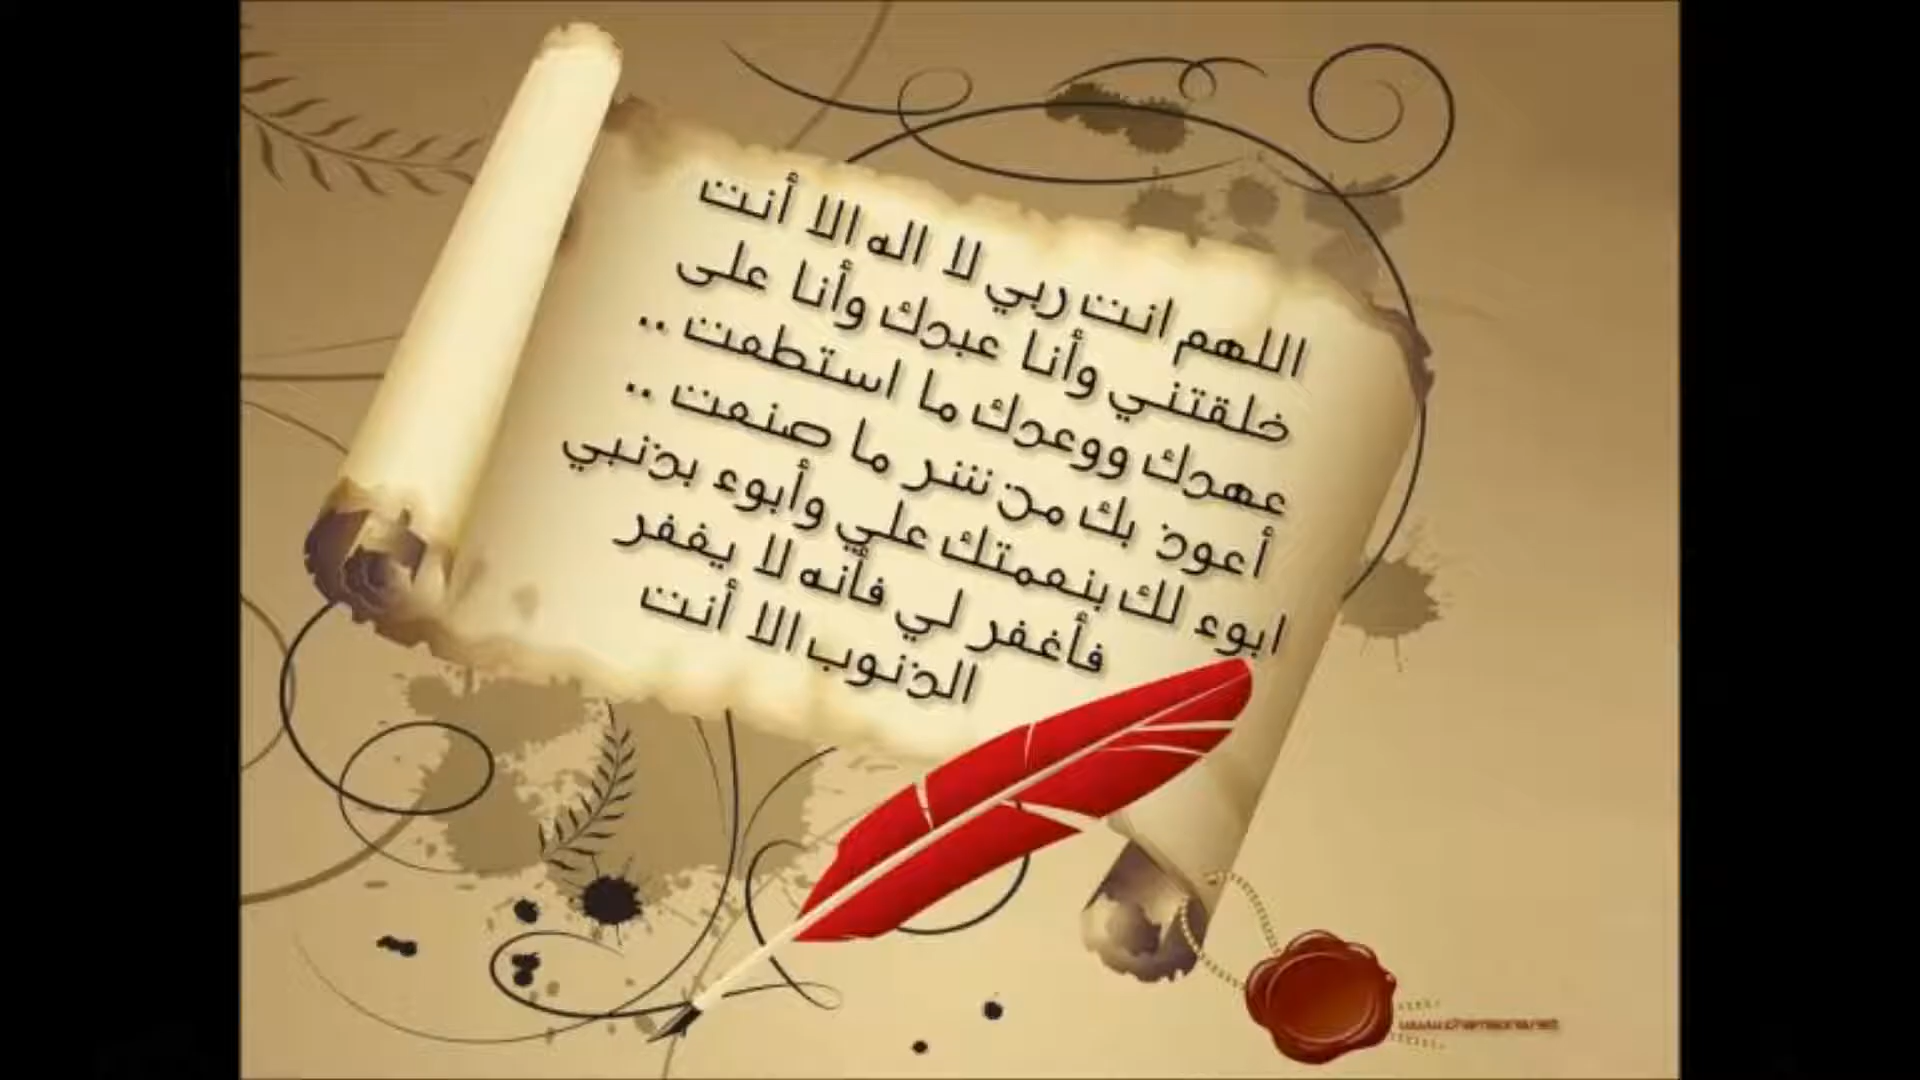 اللهم انت ربي لا اله الا أنت
خلقتني وأنا عبدك وأنا على
عهدك ووعدك ما استطعت ..
أعوذ بك من شر ما صنعت ..
ابوء لك بنعمتك علي وأبوء بذنبي
فأغفر لي فأنه لا يغفر
الذنوب الا أنت